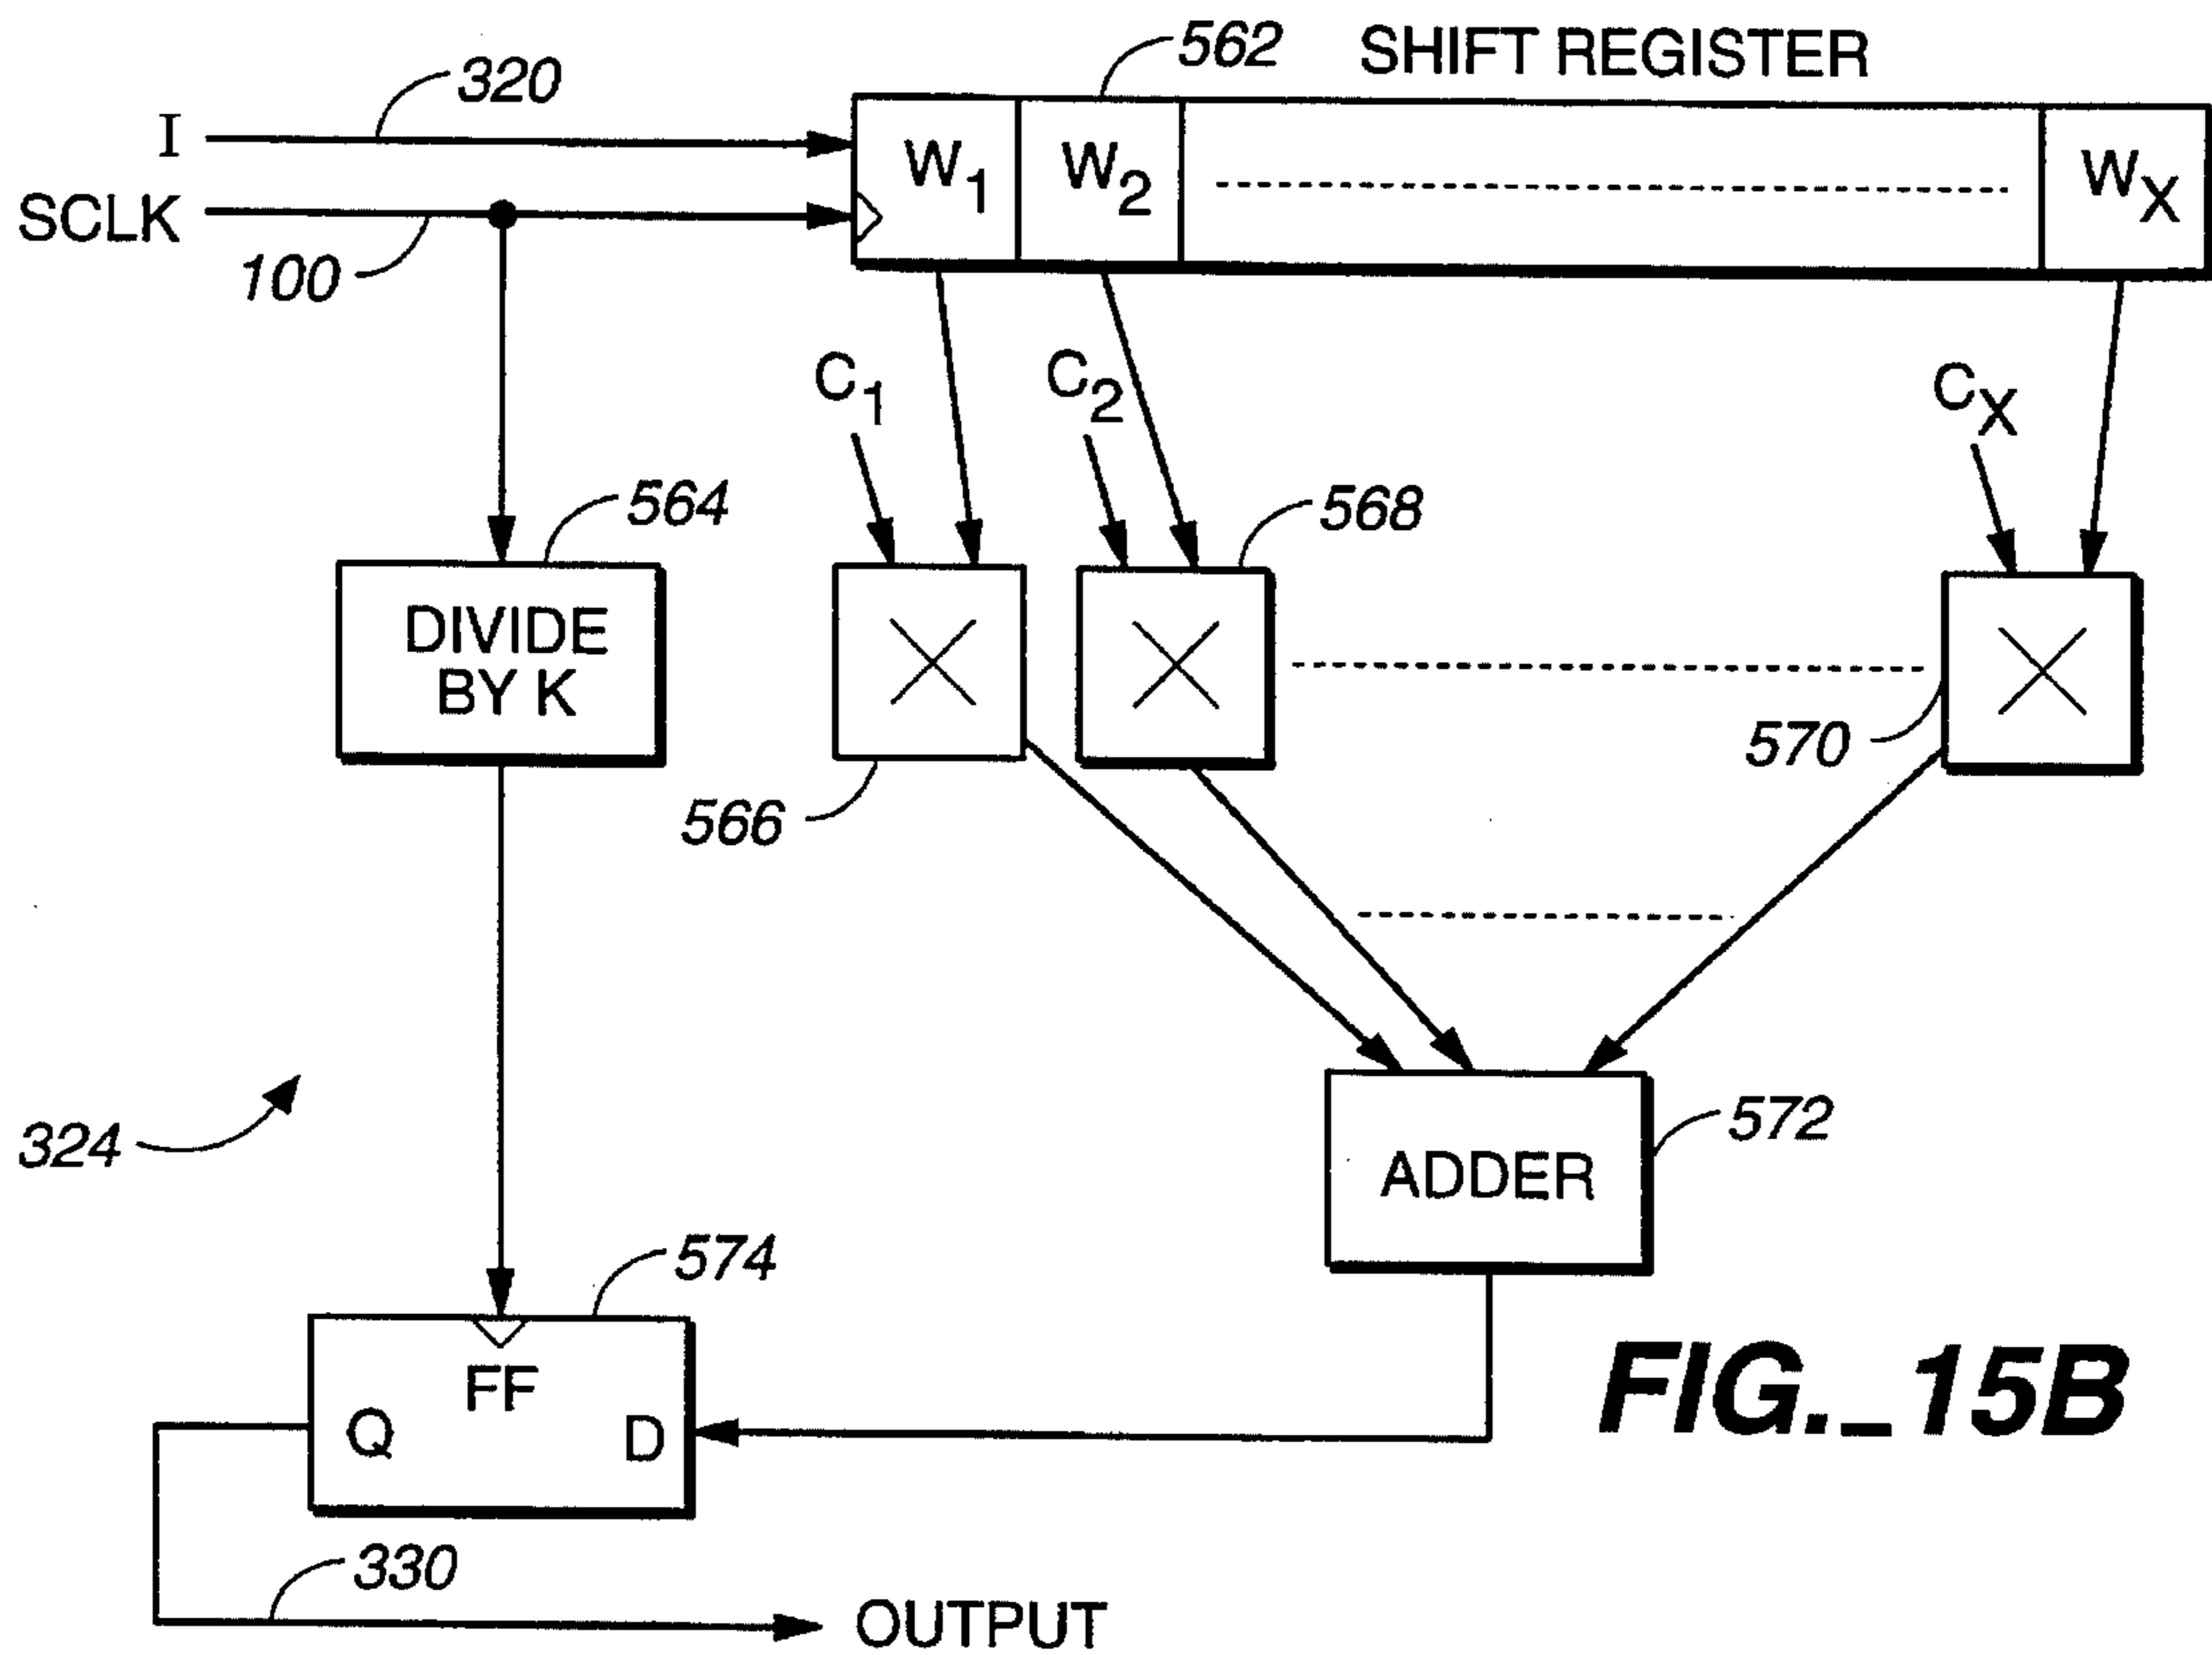 562 SHIFT REGISTER
320
I
W1 W2 WX
SCLK
100
C1 C2 CX
564 568
DIVIDE
BY K
570
566
572
324
ADDER
574
FF
Q D
FIG._15B
330
OUTPUT